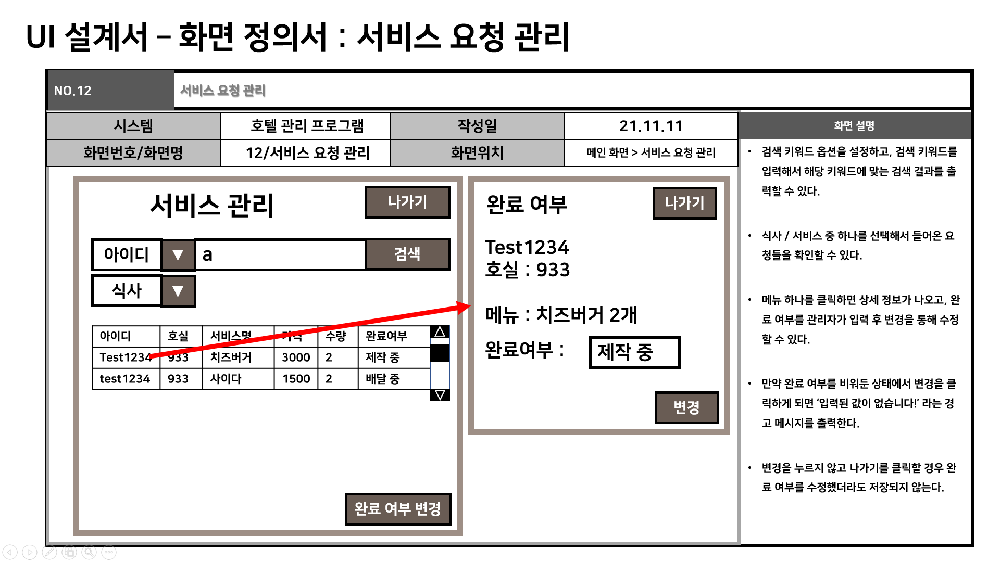 UI 설계서 – 화면 정의서 : 서비스 요청 관리
NO.12
서비스 요청 관리
시스템
호텔 관리 프로그램
작성일
21.11.11
화면번호/화면명
12/서비스 요청 관리
화면위치
메인 화면 > 서비스 요청 관리
화면 설명
서비스 관리
나가기
아이디
▼
a
검색
식사
▼
아이디 호실 서비스명 가격 수량 완료여부
Test1234 933 치즈버거 3000 2 제작 중
test1234 933 사이다 1500 2 배달 중
완료 여부 변경
완료 여부
나가기
Test1234
호실 : 933
메뉴 : 치즈버거 2개
완료여부 :
제작 중
변경
• 검색 키워드 옵션을 설정하고, 검색 키워드를
입력해서 해당 키워드에 맞는 검색 결과를 출
력할 수 있다.
• 식사 / 서비스 중 하나를 선택해서 들어온 요
청들을 확인할 수 있다.
• 메뉴 하나를 클릭하면 상세 정보가 나오고, 완
료 여부를 관리자가 입력 후 변경을 통해 수정
할 수 있다.
• 만약 완료 여부를 비워둔 상태에서 변경을 클
릭하게 되면 ‘입력된 값이 없습니다!’ 라는 경
고 메시지를 출력한다.
• 변경을 누르지 않고 나가기를 클릭할 경우 완
료 여부를 수정했더라도 저장되지 않는다.